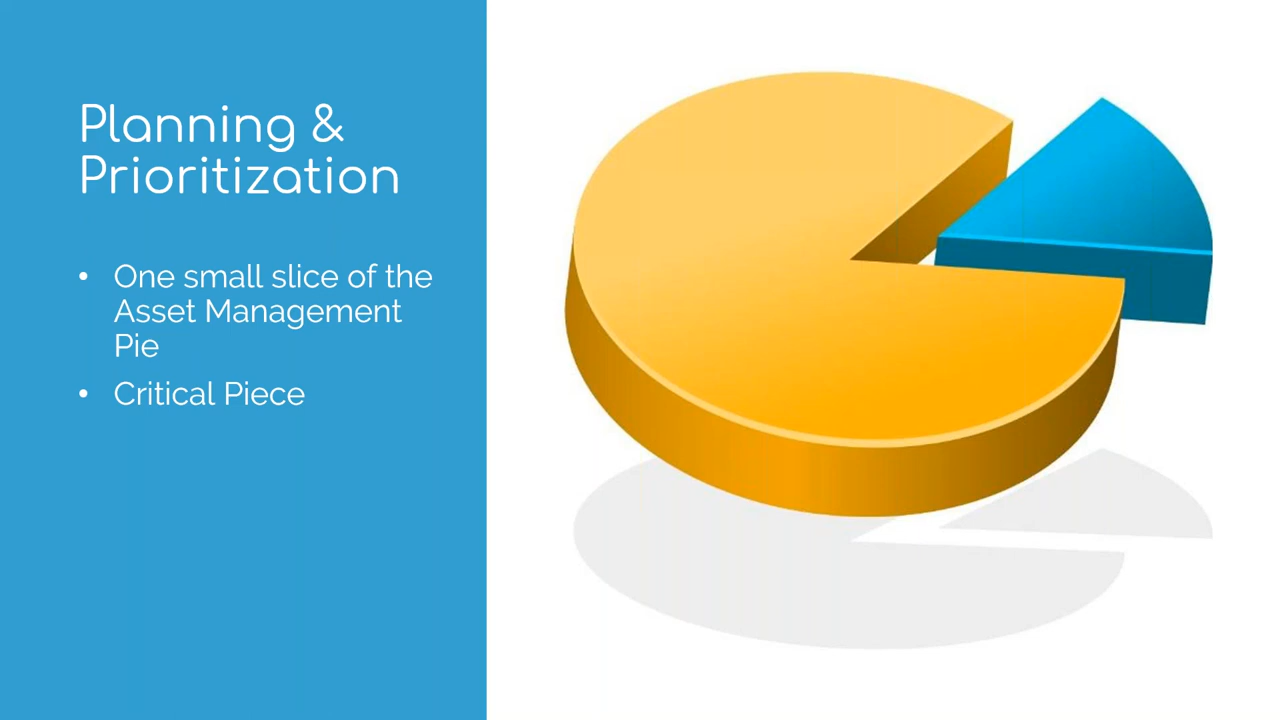 Planning &
Prioritization
• One small slice of the
Asset Management
Pie
• Critical Piece